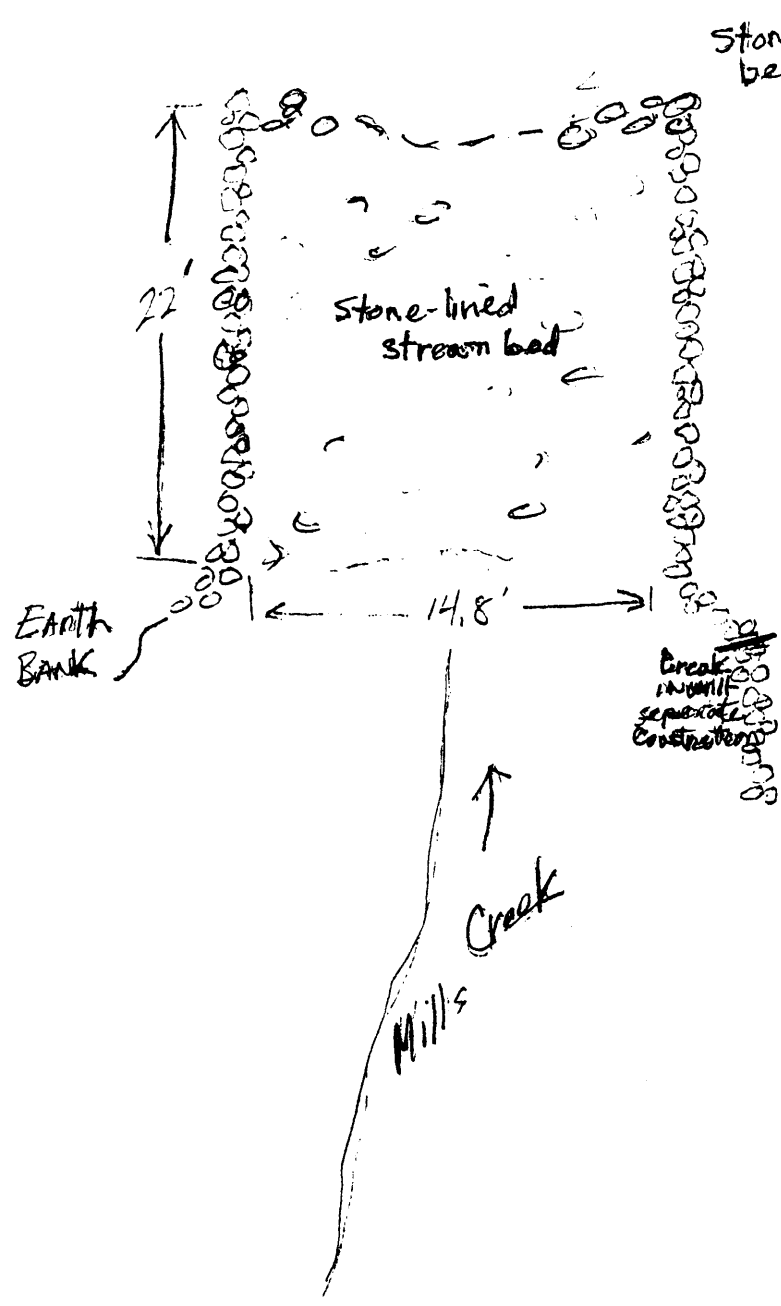 Ston
be
22'
Stone-lined
stream bed
14.8'
EARTH
BANK
Break
in wall
separate
Construction
Creek
Mills